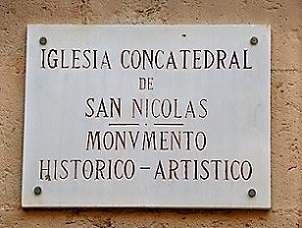 IGLESIA CONCATEDRAL
DE
SAN NICOLAS
MONVMENTO
HISTORICO-ARTISTICO